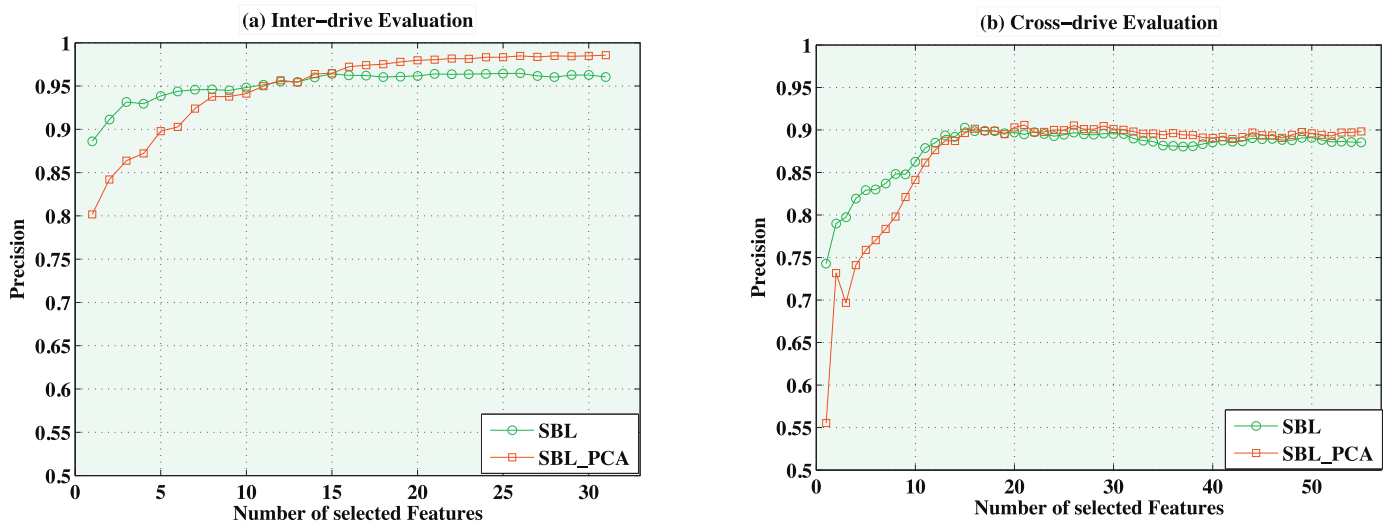 (a) Inter−drive Evaluation
1
0.95
0.9
0.85
0.8
0.75
0.7
0.65
0.6
0.55
0.5
Precision
0 5 10 15 20 25 30
Number of selected Features
SBL
SBL_PCA
(b) Cross−drive Evaluation
1
0.95
0.9
0.85
0.8
0.75
0.7
0.65
0.6
0.55
0.5
Precision
0 10 20 30 40 50
Number of selected Features
SBL
SBL_PCA